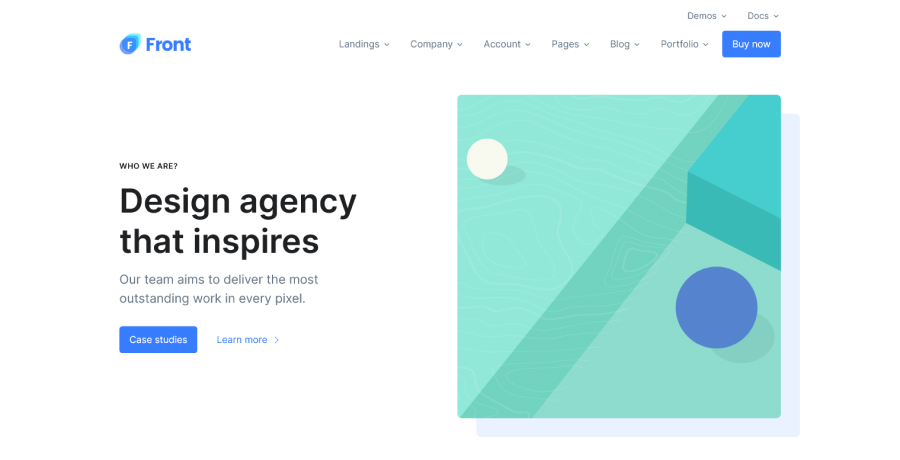 Demos
Docs
F Front
Landings
Company
Account
Pages
Blog
Portfolio
Buy now
WHO WE ARE?
Design agency
that inspires
Our team aims to deliver the most
outstanding work in every pixel.
Case studies
Learn more